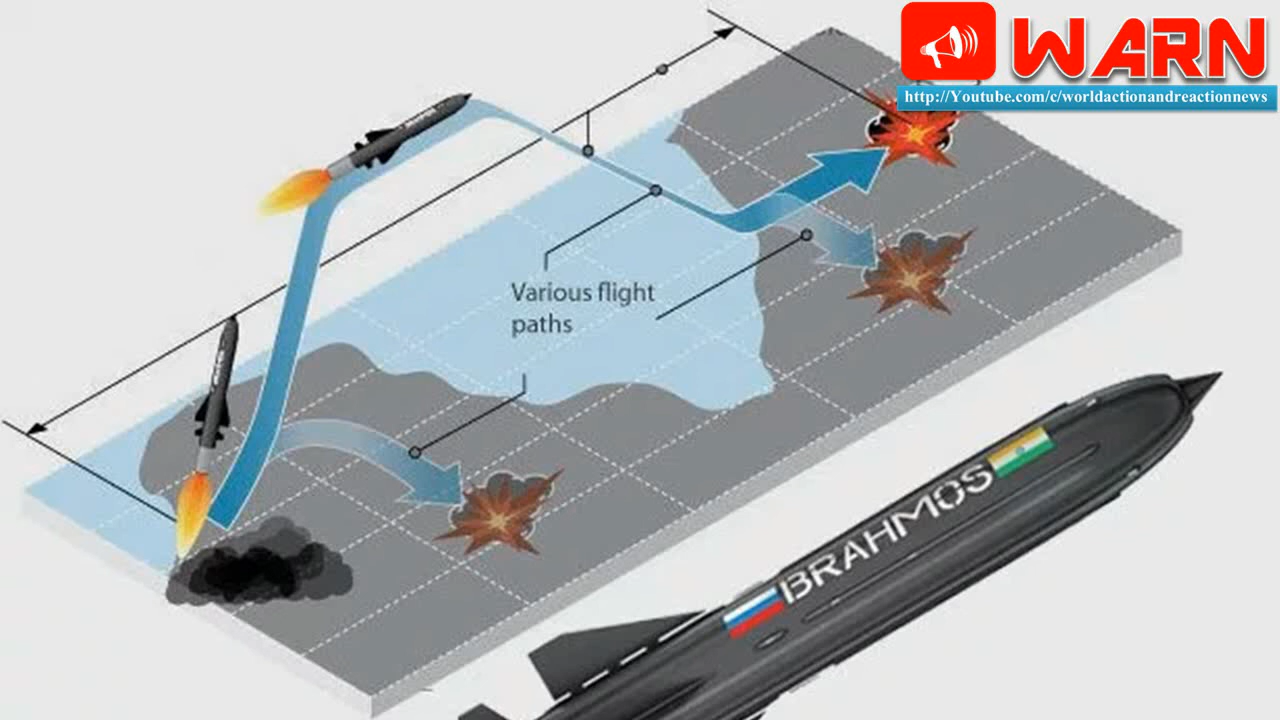 WARN
http://Youtube.com/c/worldactionandreactionnews
Various flight
paths
BRAHMOS